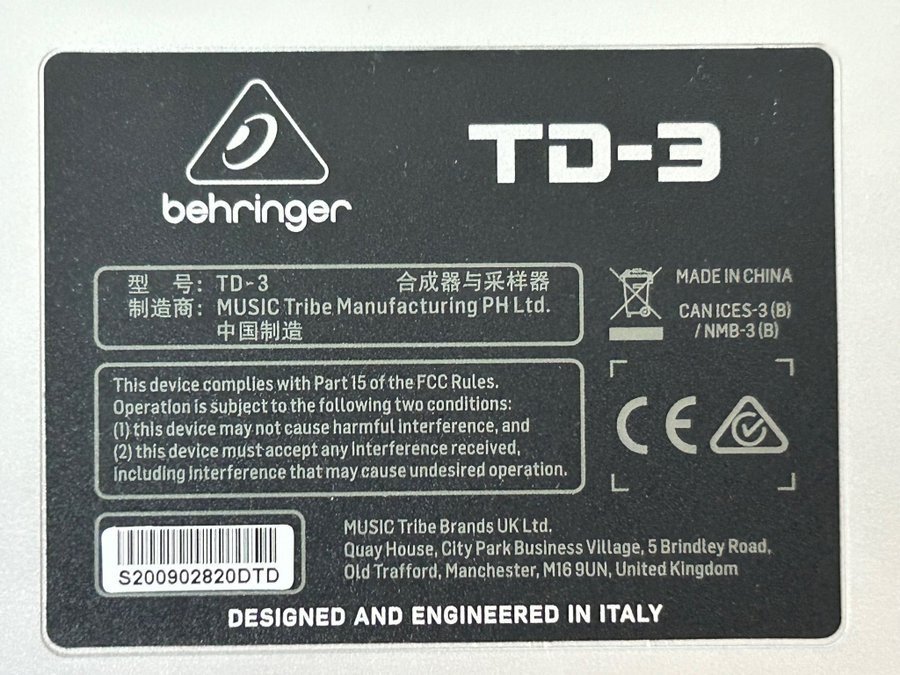 behringer
TD-3
型 号: TD-3 合成器与采样器
制造商: MUSIC Tribe Manufacturing PH Ltd.
中国制造
MADE IN CHINA
CAN ICES-3 (B)
/ NMB-3 (B)
This device complies with Part 15 of the FCC Rules.
Operation is subject to the following two conditions:
(1) this device may not cause harmful interference, and
(2) this device must accept any interference received,
including interference that may cause undesired operation.
CE
S200902820DTD
MUSIC Tribe Brands UK Ltd.
Quay House, City Park Business Village, 5 Brindley Road,
Old Trafford, Manchester, M16 9UN, United Kingdom
DESIGNED AND ENGINEERED IN ITALY